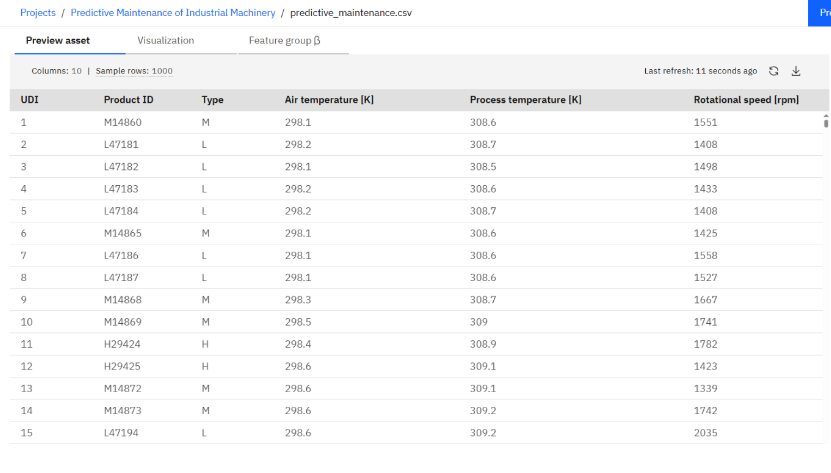 Projects / Predictive Maintenance of Industrial Machinery / predictive_maintenance.csv
Preview asset Visualization Feature group β
Columns: 10 | Sample rows: 1000 Last refresh: 11 seconds ago
UDI Product ID Type Air temperature [K] Process temperature [K] Rotational speed [rpm]
1 M14860 M 298.1 308.6 1551
2 L47181 L 298.2 308.7 1408
3 L47182 L 298.1 308.5 1498
4 L47183 L 298.2 308.6 1433
5 L47184 L 298.2 308.7 1408
6 M14865 M 298.1 308.6 1425
7 L47186 L 298.1 308.6 1558
8 L47187 L 298.1 308.6 1527
9 M14868 M 298.3 308.7 1667
10 M14869 M 298.5 309 1741
11 H29424 H 298.4 308.9 1782
12 H29425 H 298.6 309.1 1423
13 M14872 M 298.6 309.1 1339
14 M14873 M 298.6 309.2 1742
15 L47194 L 298.6 309.2 2035